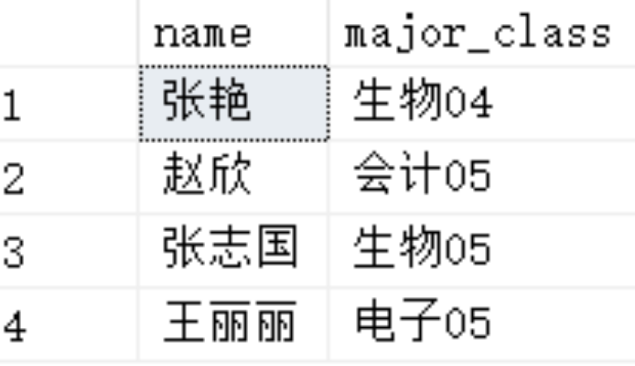 name major_class
1 张艳 生物04
2 赵欣 会计05
3 张志国 生物05
4 王丽丽 电子05